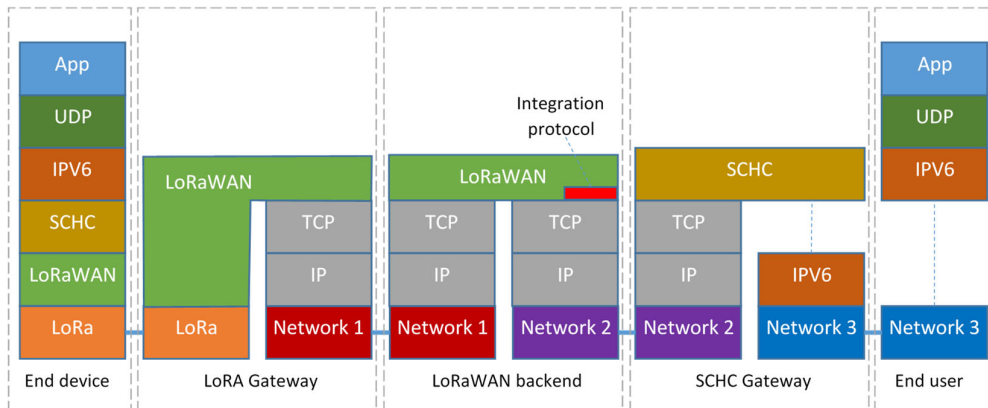 App
UDP
IPV6
SCHC
LoRaWAN
LoRa
End device
LoRaWAN
LoRa
TCP
IP
Network 1
LoRA Gateway
Integration
protocol
LoRaWAN
TCP
IP
Network 1
TCP
IP
Network 2
LoRaWAN backend
SCHC
TCP
IP
Network 2
IPV6
Network 3
SCHC Gateway
App
UDP
IPV6
Network 3
End user